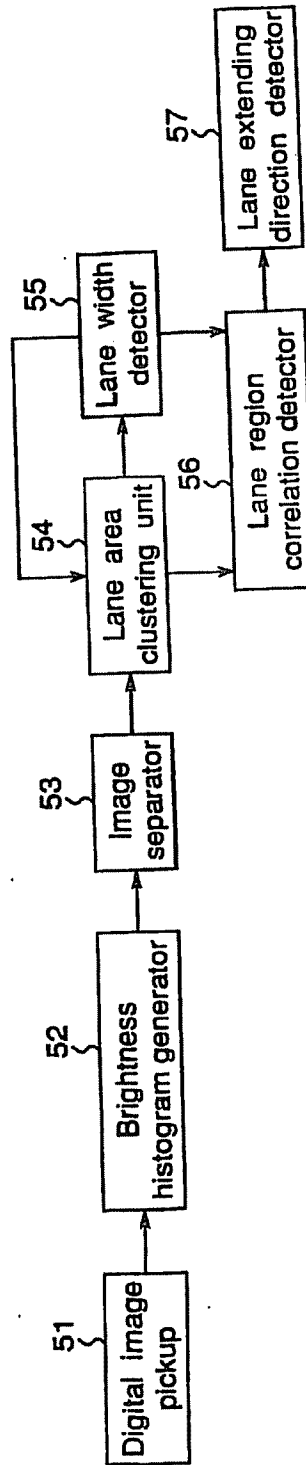 51
Digital image
pickup
52
Brightness
histogram generator
53
Image
separator
54
Lane area
clustering unit
55
Lane width
detector
56
Lane region
correlation detector
57
Lane extending
direction detector